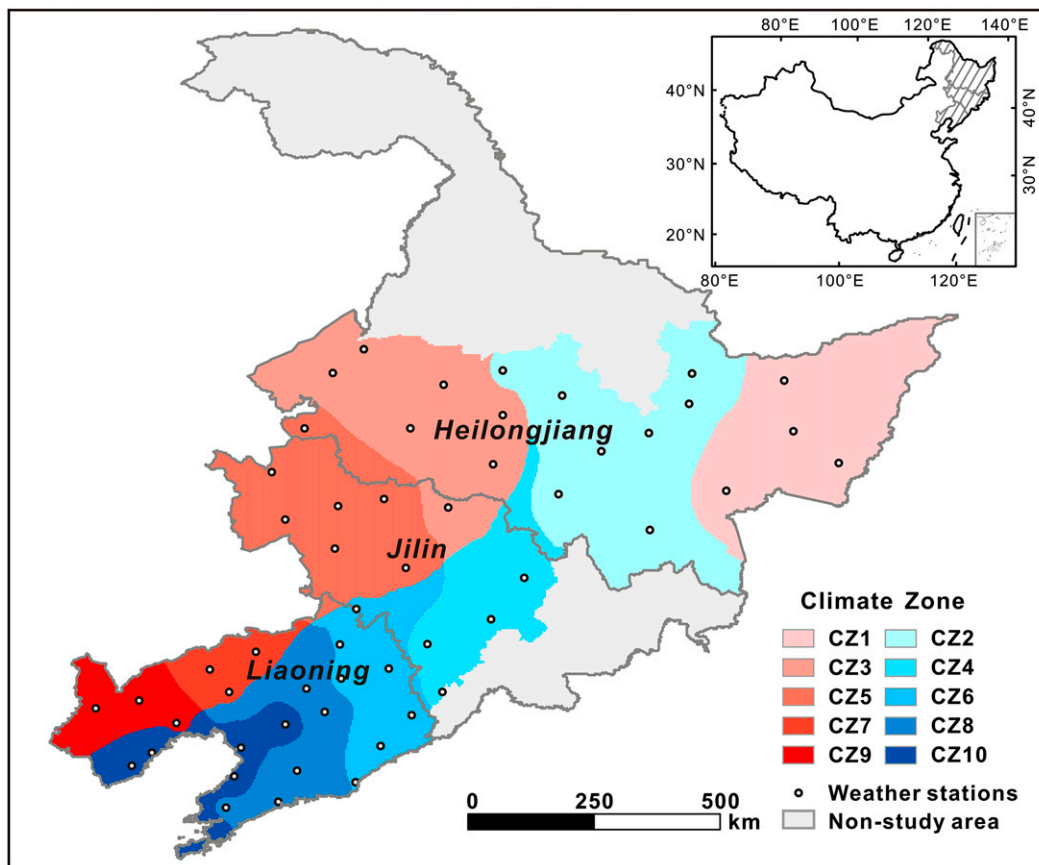 80°E 100°E 120°E 140°E
40°N
40°N
30°N
30°N
20°N
80°E 100°E 120°E
Heilongjiang
Jilin
Liaoning
Climate Zone
CZ1 CZ2
CZ3 CZ4
CZ5 CZ6
CZ7 CZ8
CZ9 CZ10
Weather stations
Non-study area
0 250 500
km